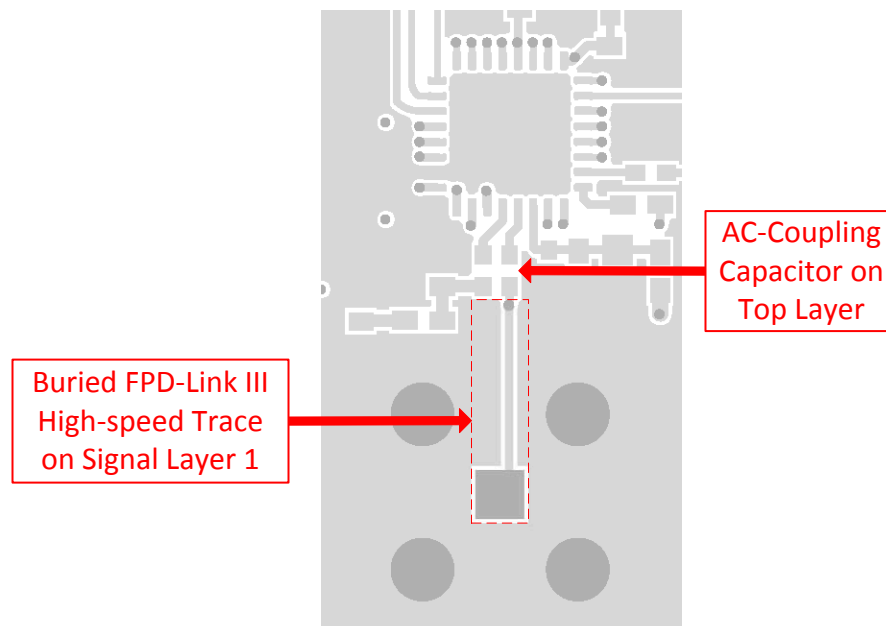 AC-Coupling
Capacitor on
Top Layer
Buried FPD-Link III
High-speed Trace
on Signal Layer 1